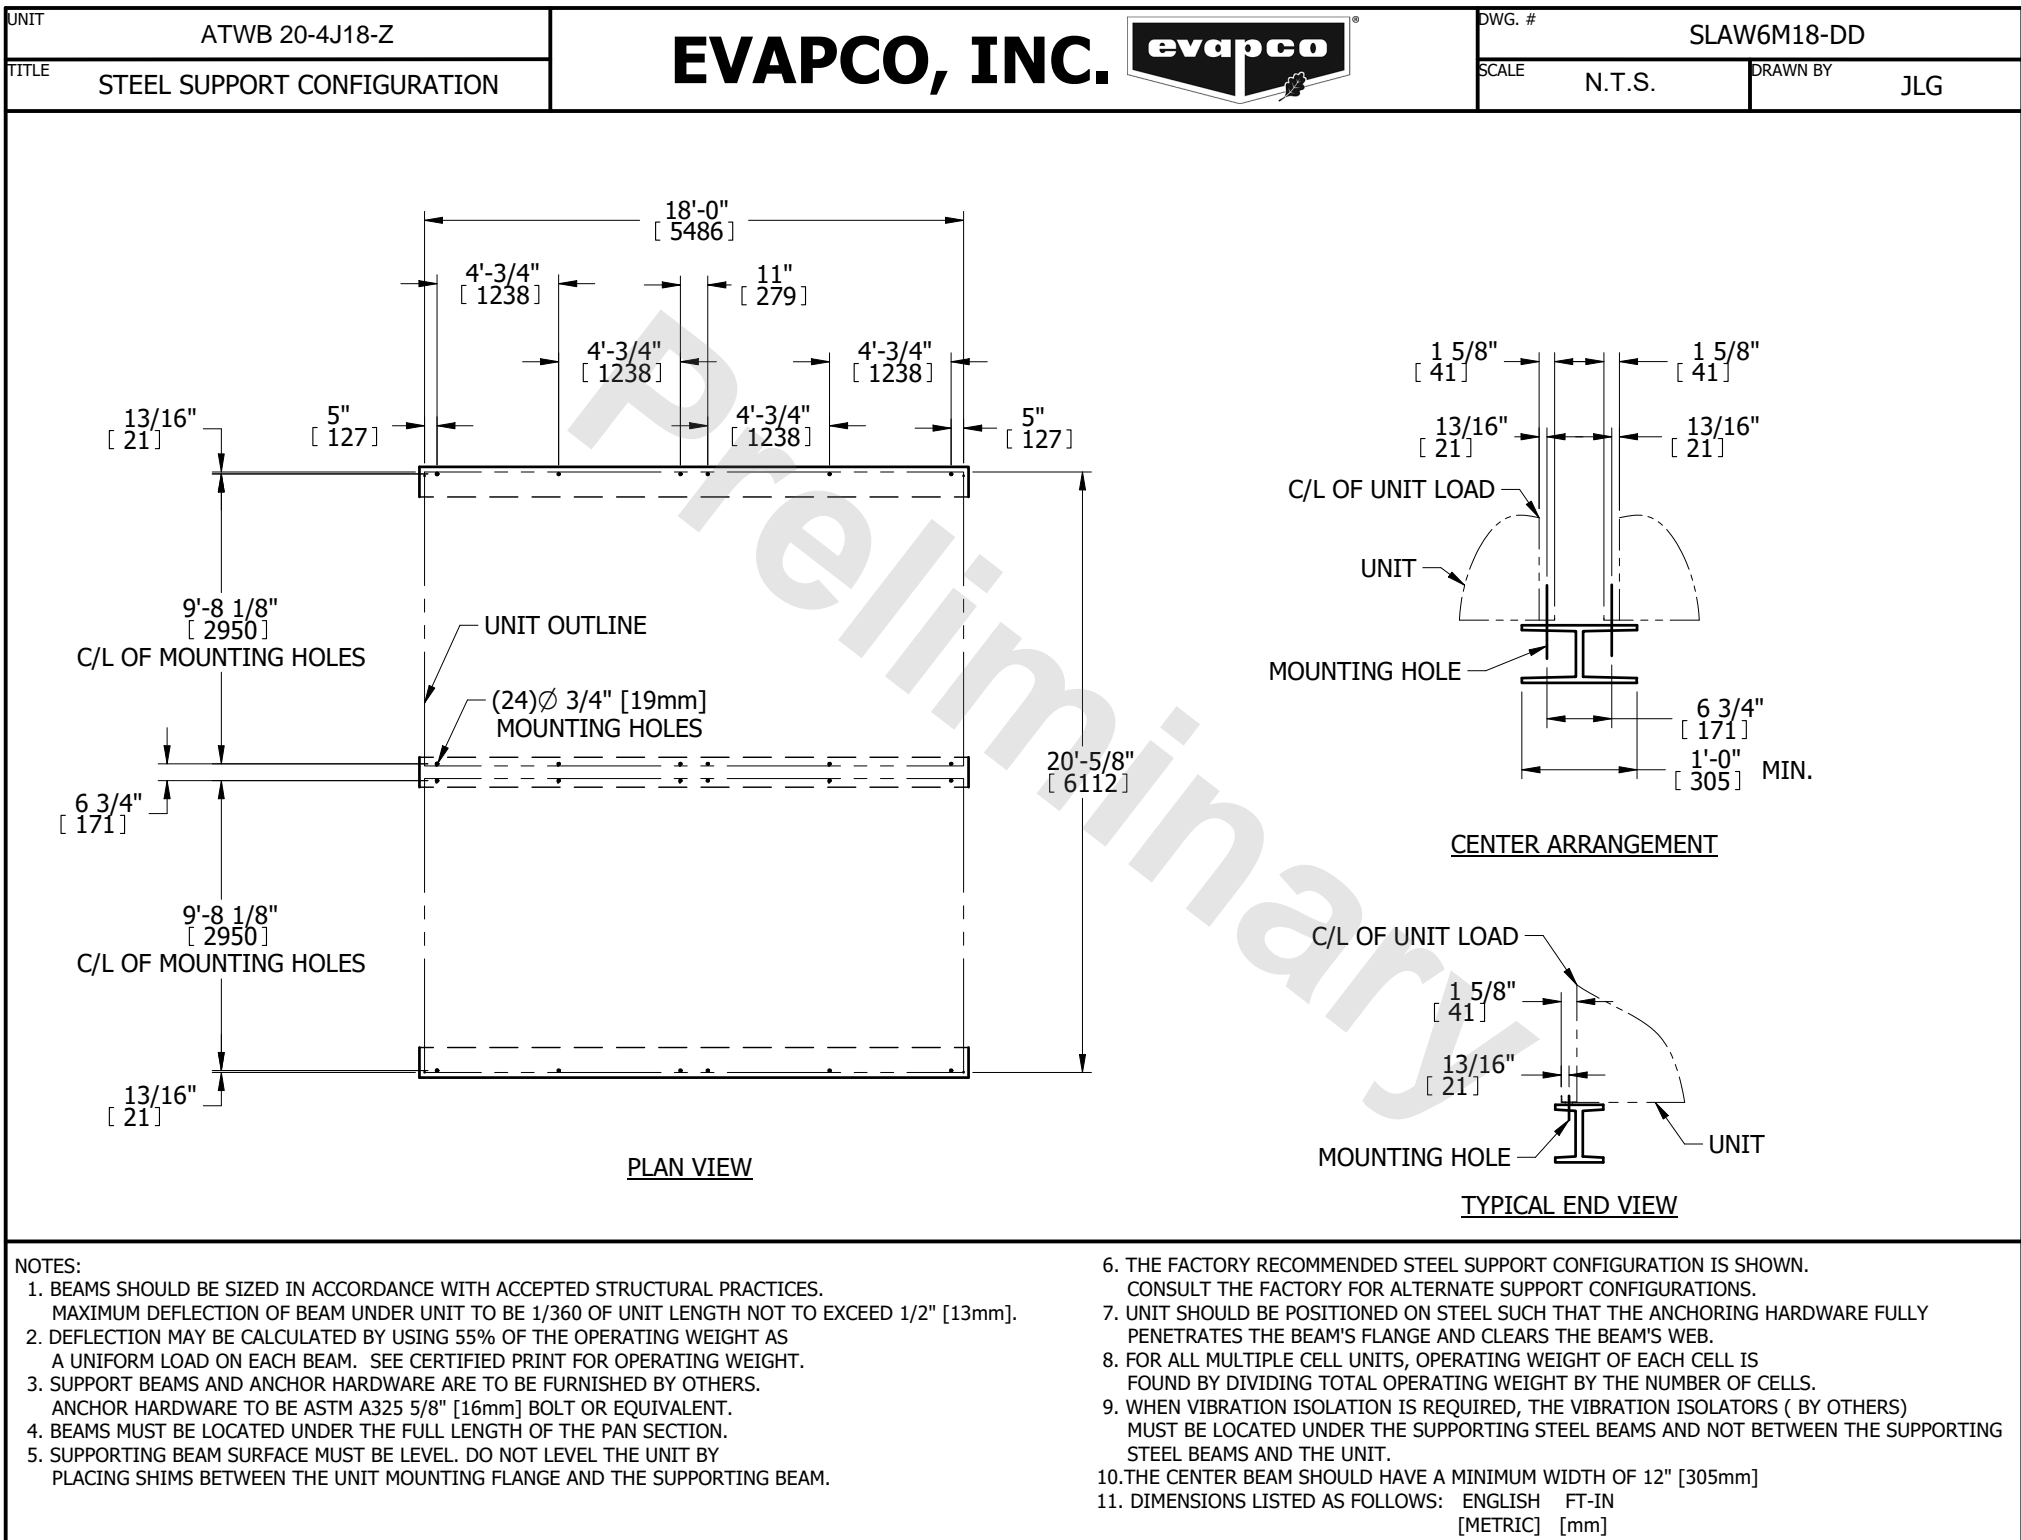 UNIT
ATWB 20-4J18-Z
TITLE
STEEL SUPPORT CONFIGURATION
EVAPCO, INC.
evapco
®
DWG. #
SLAW6M18-DD
SCALE
N.T.S.
DRAWN BY
JLG
18'-0"
[ 5486 ]
4'-3/4"
[ 1238 ]
11"
[ 279 ]
4'-3/4"
[ 1238 ]
4'-3/4"
[ 1238 ]
13/16"
[ 21 ]
5"
[ 127 ]
4'-3/4"
[ 1238 ]
5"
[ 127 ]
9'-8 1/8"
[ 2950 ]
C/L OF MOUNTING HOLES
UNIT OUTLINE
(24)∅ 3/4" [19mm]
MOUNTING HOLES
6 3/4"
[ 171 ]
20'-5/8"
[ 6112 ]
9'-8 1/8"
[ 2950 ]
C/L OF MOUNTING HOLES
13/16"
[ 21 ]
PLAN VIEW
Preliminary
1 5/8"
[ 41 ]
1 5/8"
[ 41 ]
13/16"
[ 21 ]
13/16"
[ 21 ]
C/L OF UNIT LOAD
UNIT
MOUNTING HOLE
6 3/4"
[ 171 ]
1'-0"
[ 305 ]
MIN.
CENTER ARRANGEMENT
C/L OF UNIT LOAD
1 5/8"
[ 41 ]
13/16"
[ 21 ]
MOUNTING HOLE
UNIT
TYPICAL END VIEW
NOTES:
1. BEAMS SHOULD BE SIZED IN ACCORDANCE WITH ACCEPTED STRUCTURAL PRACTICES.
MAXIMUM DEFLECTION OF BEAM UNDER UNIT TO BE 1/360 OF UNIT LENGTH NOT TO EXCEED 1/2" [13mm].
2. DEFLECTION MAY BE CALCULATED BY USING 55% OF THE OPERATING WEIGHT AS
A UNIFORM LOAD ON EACH BEAM. SEE CERTIFIED PRINT FOR OPERATING WEIGHT.
3. SUPPORT BEAMS AND ANCHOR HARDWARE ARE TO BE FURNISHED BY OTHERS.
ANCHOR HARDWARE TO BE ASTM A325 5/8" [16mm] BOLT OR EQUIVALENT.
4. BEAMS MUST BE LOCATED UNDER THE FULL LENGTH OF THE PAN SECTION.
5. SUPPORTING BEAM SURFACE MUST BE LEVEL. DO NOT LEVEL THE UNIT BY
PLACING SHIMS BETWEEN THE UNIT MOUNTING FLANGE AND THE SUPPORTING BEAM.
6. THE FACTORY RECOMMENDED STEEL SUPPORT CONFIGURATION IS SHOWN.
CONSULT THE FACTORY FOR ALTERNATE SUPPORT CONFIGURATIONS.
7. UNIT SHOULD BE POSITIONED ON STEEL SUCH THAT THE ANCHORING HARDWARE FULLY
PENETRATES THE BEAM'S FLANGE AND CLEARS THE BEAM'S WEB.
8. FOR ALL MULTIPLE CELL UNITS, OPERATING WEIGHT OF EACH CELL IS
FOUND BY DIVIDING TOTAL OPERATING WEIGHT BY THE NUMBER OF CELLS.
9. WHEN VIBRATION ISOLATION IS REQUIRED, THE VIBRATION ISOLATORS ( BY OTHERS)
MUST BE LOCATED UNDER THE SUPPORTING STEEL BEAMS AND NOT BETWEEN THE SUPPORTING
STEEL BEAMS AND THE UNIT.
10.THE CENTER BEAM SHOULD HAVE A MINIMUM WIDTH OF 12" [305mm]
11. DIMENSIONS LISTED AS FOLLOWS: ENGLISH FT-IN
[METRIC] [mm]